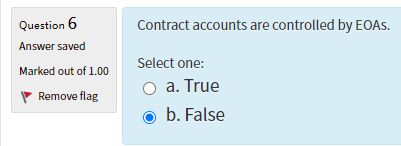 Question 6
Answer saved
Marked out of 1.00
Remove flag
Contract accounts are controlled by EOAs.
Select one:
a. True
b. False